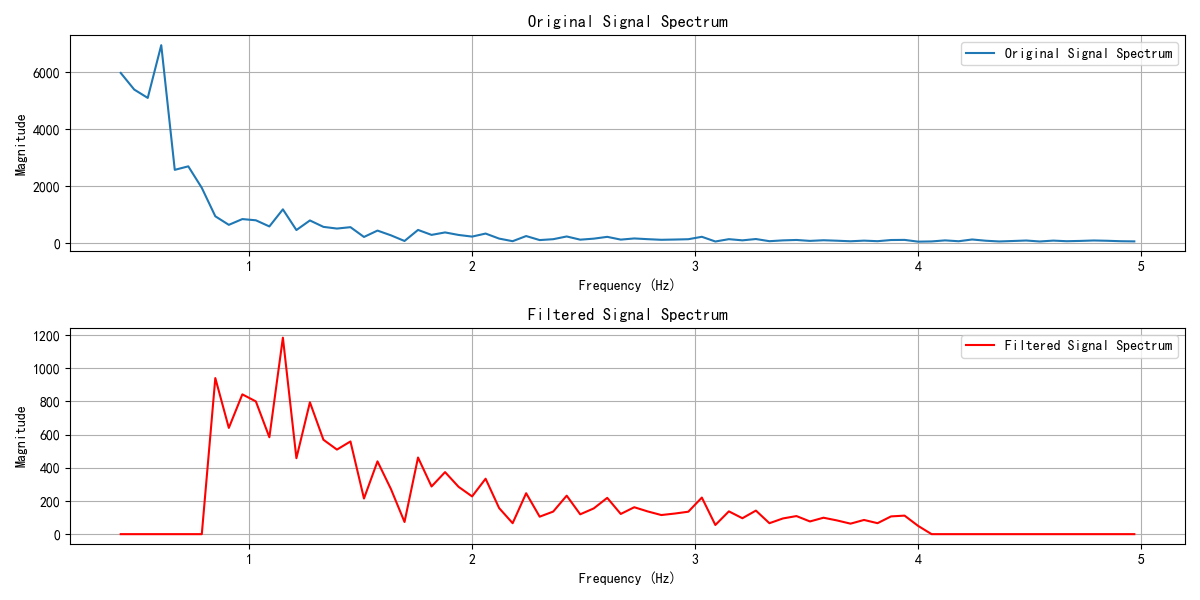 Original Signal Spectrum
Original Signal Spectrum
6000
4000
2000
0
Magnitude
1 2 3 4 5
Frequency (Hz)
Filtered Signal Spectrum
Filtered Signal Spectrum
1200
1000
800
600
400
200
0
Magnitude
1 2 3 4 5
Frequency (Hz)